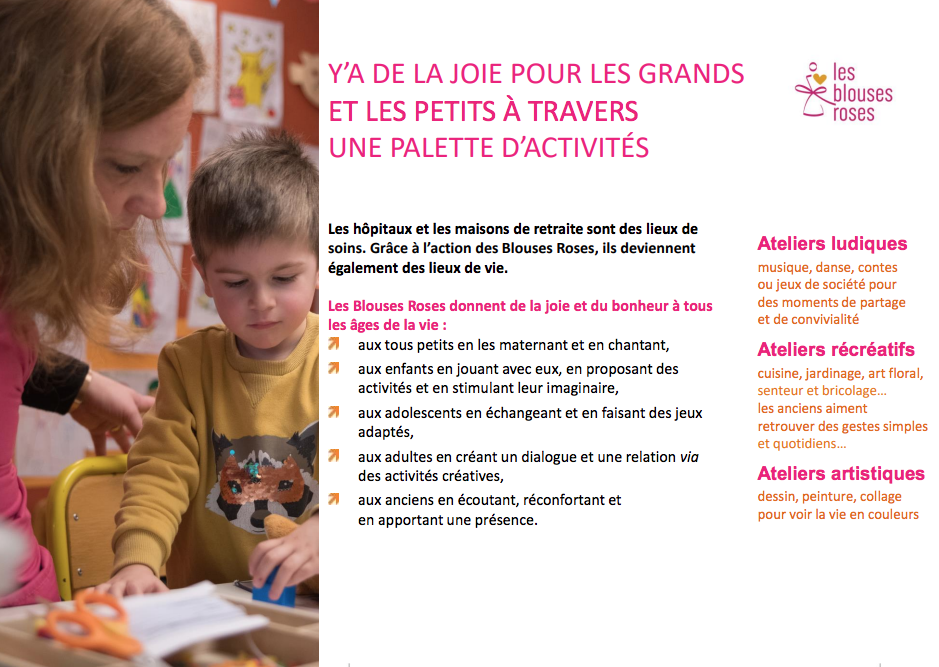 Y’A DE LA JOIE POUR LES GRANDS
ET LES PETITS À TRAVERS
UNE PALETTE D’ACTIVITÉS
les
blouses
roses
Les hôpitaux et les maisons de retraite sont des lieux de
soins. Grâce à l’action des Blouses Roses, ils deviennent
également des lieux de vie.
Les Blouses Roses donnent de la joie et du bonheur à tous
les âges de la vie :
aux tous petits en les maternant et en chantant,
aux enfants en jouant avec eux, en proposant des
activités et en stimulant leur imaginaire,
aux adolescents en échangeant et en faisant des jeux
adaptés,
aux adultes en créant un dialogue et une relation via
des activités créatives,
aux anciens en écoutant, réconfortant et
en apportant une présence.
Ateliers ludiques
musique, danse, contes
ou jeux de société pour
des moments de partage
et de convivialité
Ateliers récréatifs
cuisine, jardinage, art floral,
senteur et bricolage…
les anciens aiment
retrouver des gestes simples
et quotidiens…
Ateliers artistiques
dessin, peinture, collage
pour voir la vie en couleurs